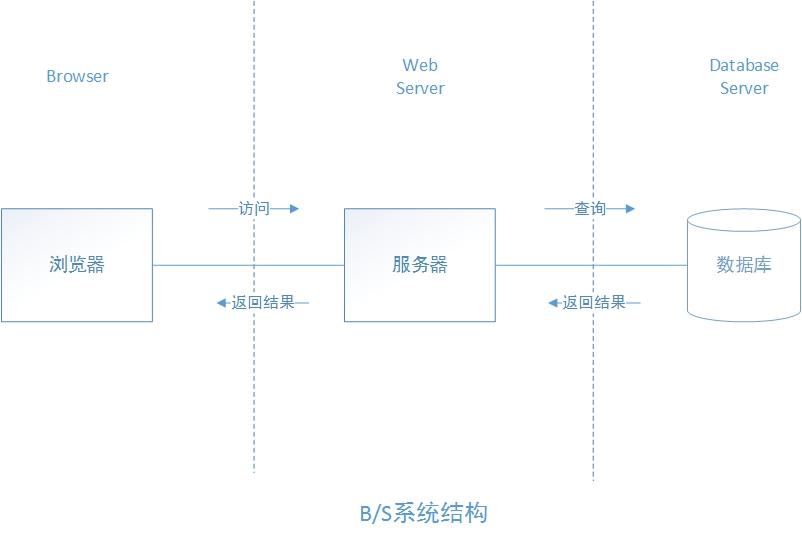 Browser
Web
Server
Database
Server
访问
查询
浏览器
服务器
数据库
返回结果
返回结果
B/S系统结构